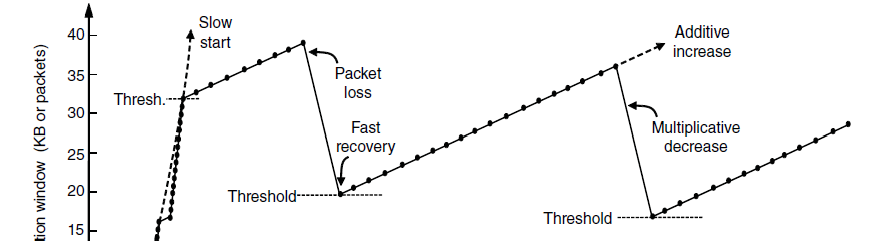 40
35
30
25
20
15
tion window (KB or packets)
Slow
start
Thresh.
Packet
loss
Fast
recovery
Threshold
Additive
increase
Multiplicative
decrease
Threshold